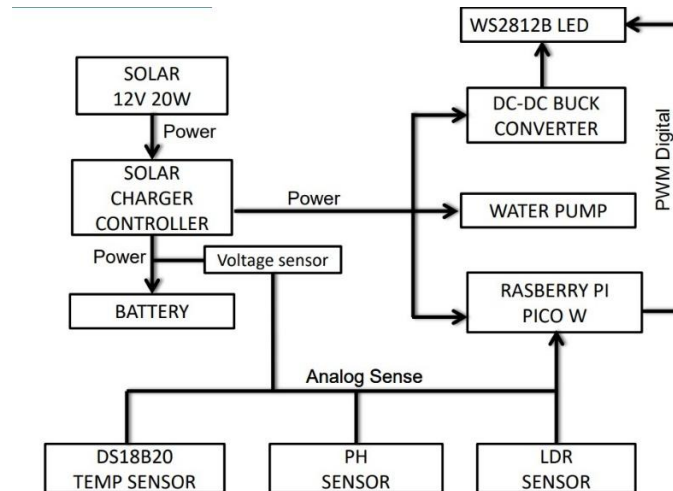 WS2812B LED
SOLAR
12V 20W
DC-DC BUCK
CONVERTER
Power
PWM Digital
SOLAR
CHARGER
CONTROLLER
Power
WATER PUMP
Power
Voltage sensor
RASBERRY PI
PICO W
BATTERY
Analog Sense
DS18B20
TEMP SENSOR
PH
SENSOR
LDR
SENSOR